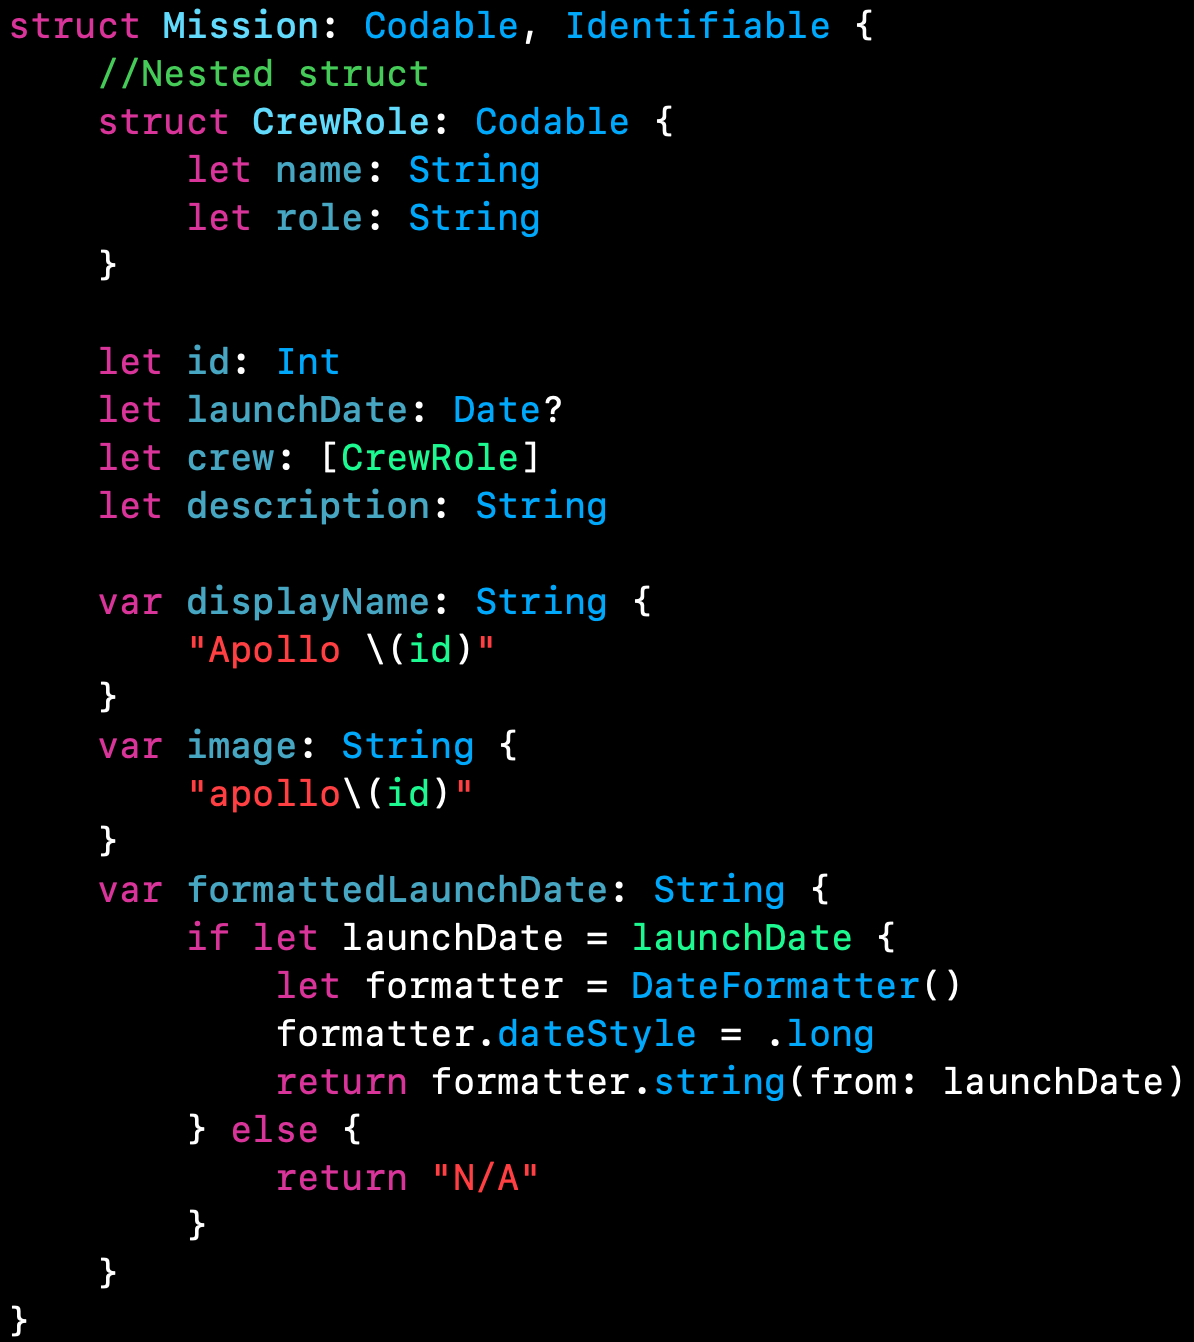 struct Mission: Codable, Identifiable {
    //Nested struct
    struct CrewRole: Codable {
        let name: String
        let role: String
    }

    let id: Int
    let launchDate: Date?
    let crew: [CrewRole]
    let description: String

    var displayName: String {
        "Apollo \(id)"
    }
    var image: String {
        "apollo\(id)"
    }
    var formattedLaunchDate: String {
        if let launchDate = launchDate {
            let formatter = DateFormatter()
            formatter.dateStyle = .long
            return formatter.string(from: launchDate)
        } else {
            return "N/A"
        }
    }
}